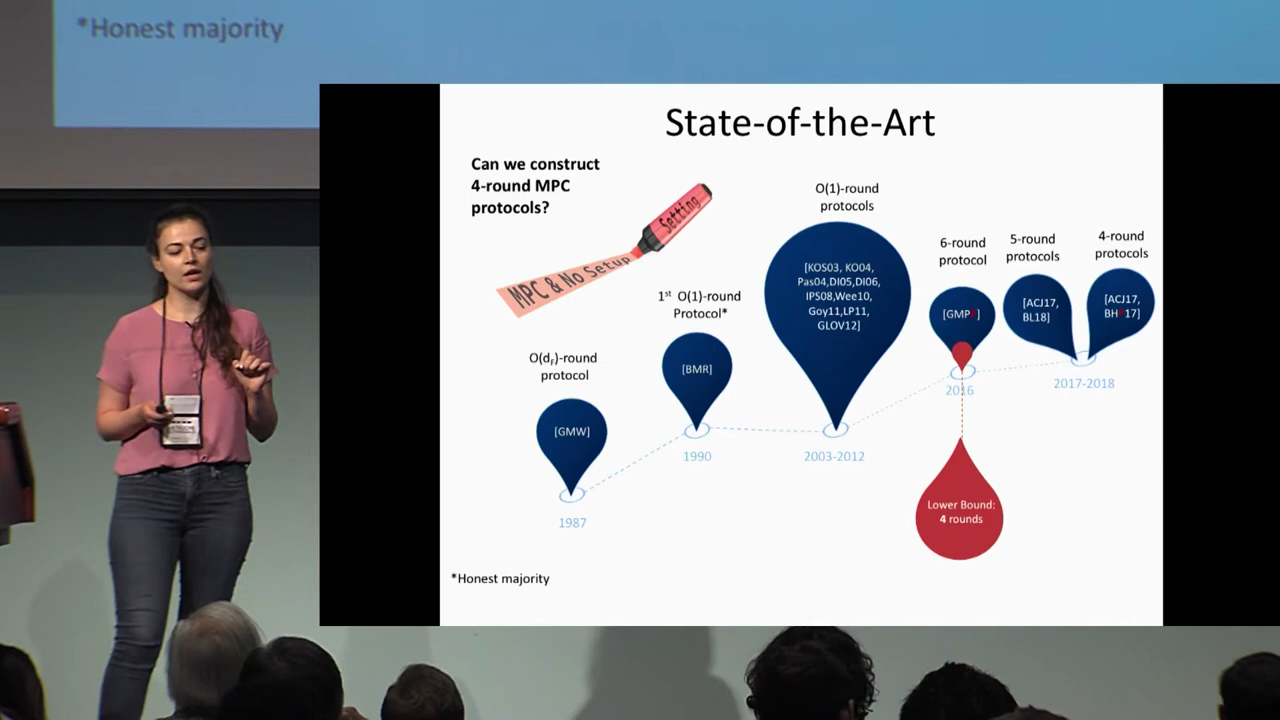 *Honest majority
State-of-the-Art
Can we construct
4-round MPC
protocols?
Setting
MPC & No Setup
O(dF)-round
protocol
[GMW]
1987
1st O(1)-round
Protocol*
[BMR]
1990
O(1)-round
protocols
[KOS03, KO04,
Pas04,DI05,DI06,
IPS08,Wee10,
Goy11,LP11,
GLOV12]
2003-2012
6-round
protocol
2016
Lower Bound:
4 rounds
5-round
protocols
[ACJ17,
BL18]
4-round
protocols
[ACJ17,
2017-2018
*Honest majority